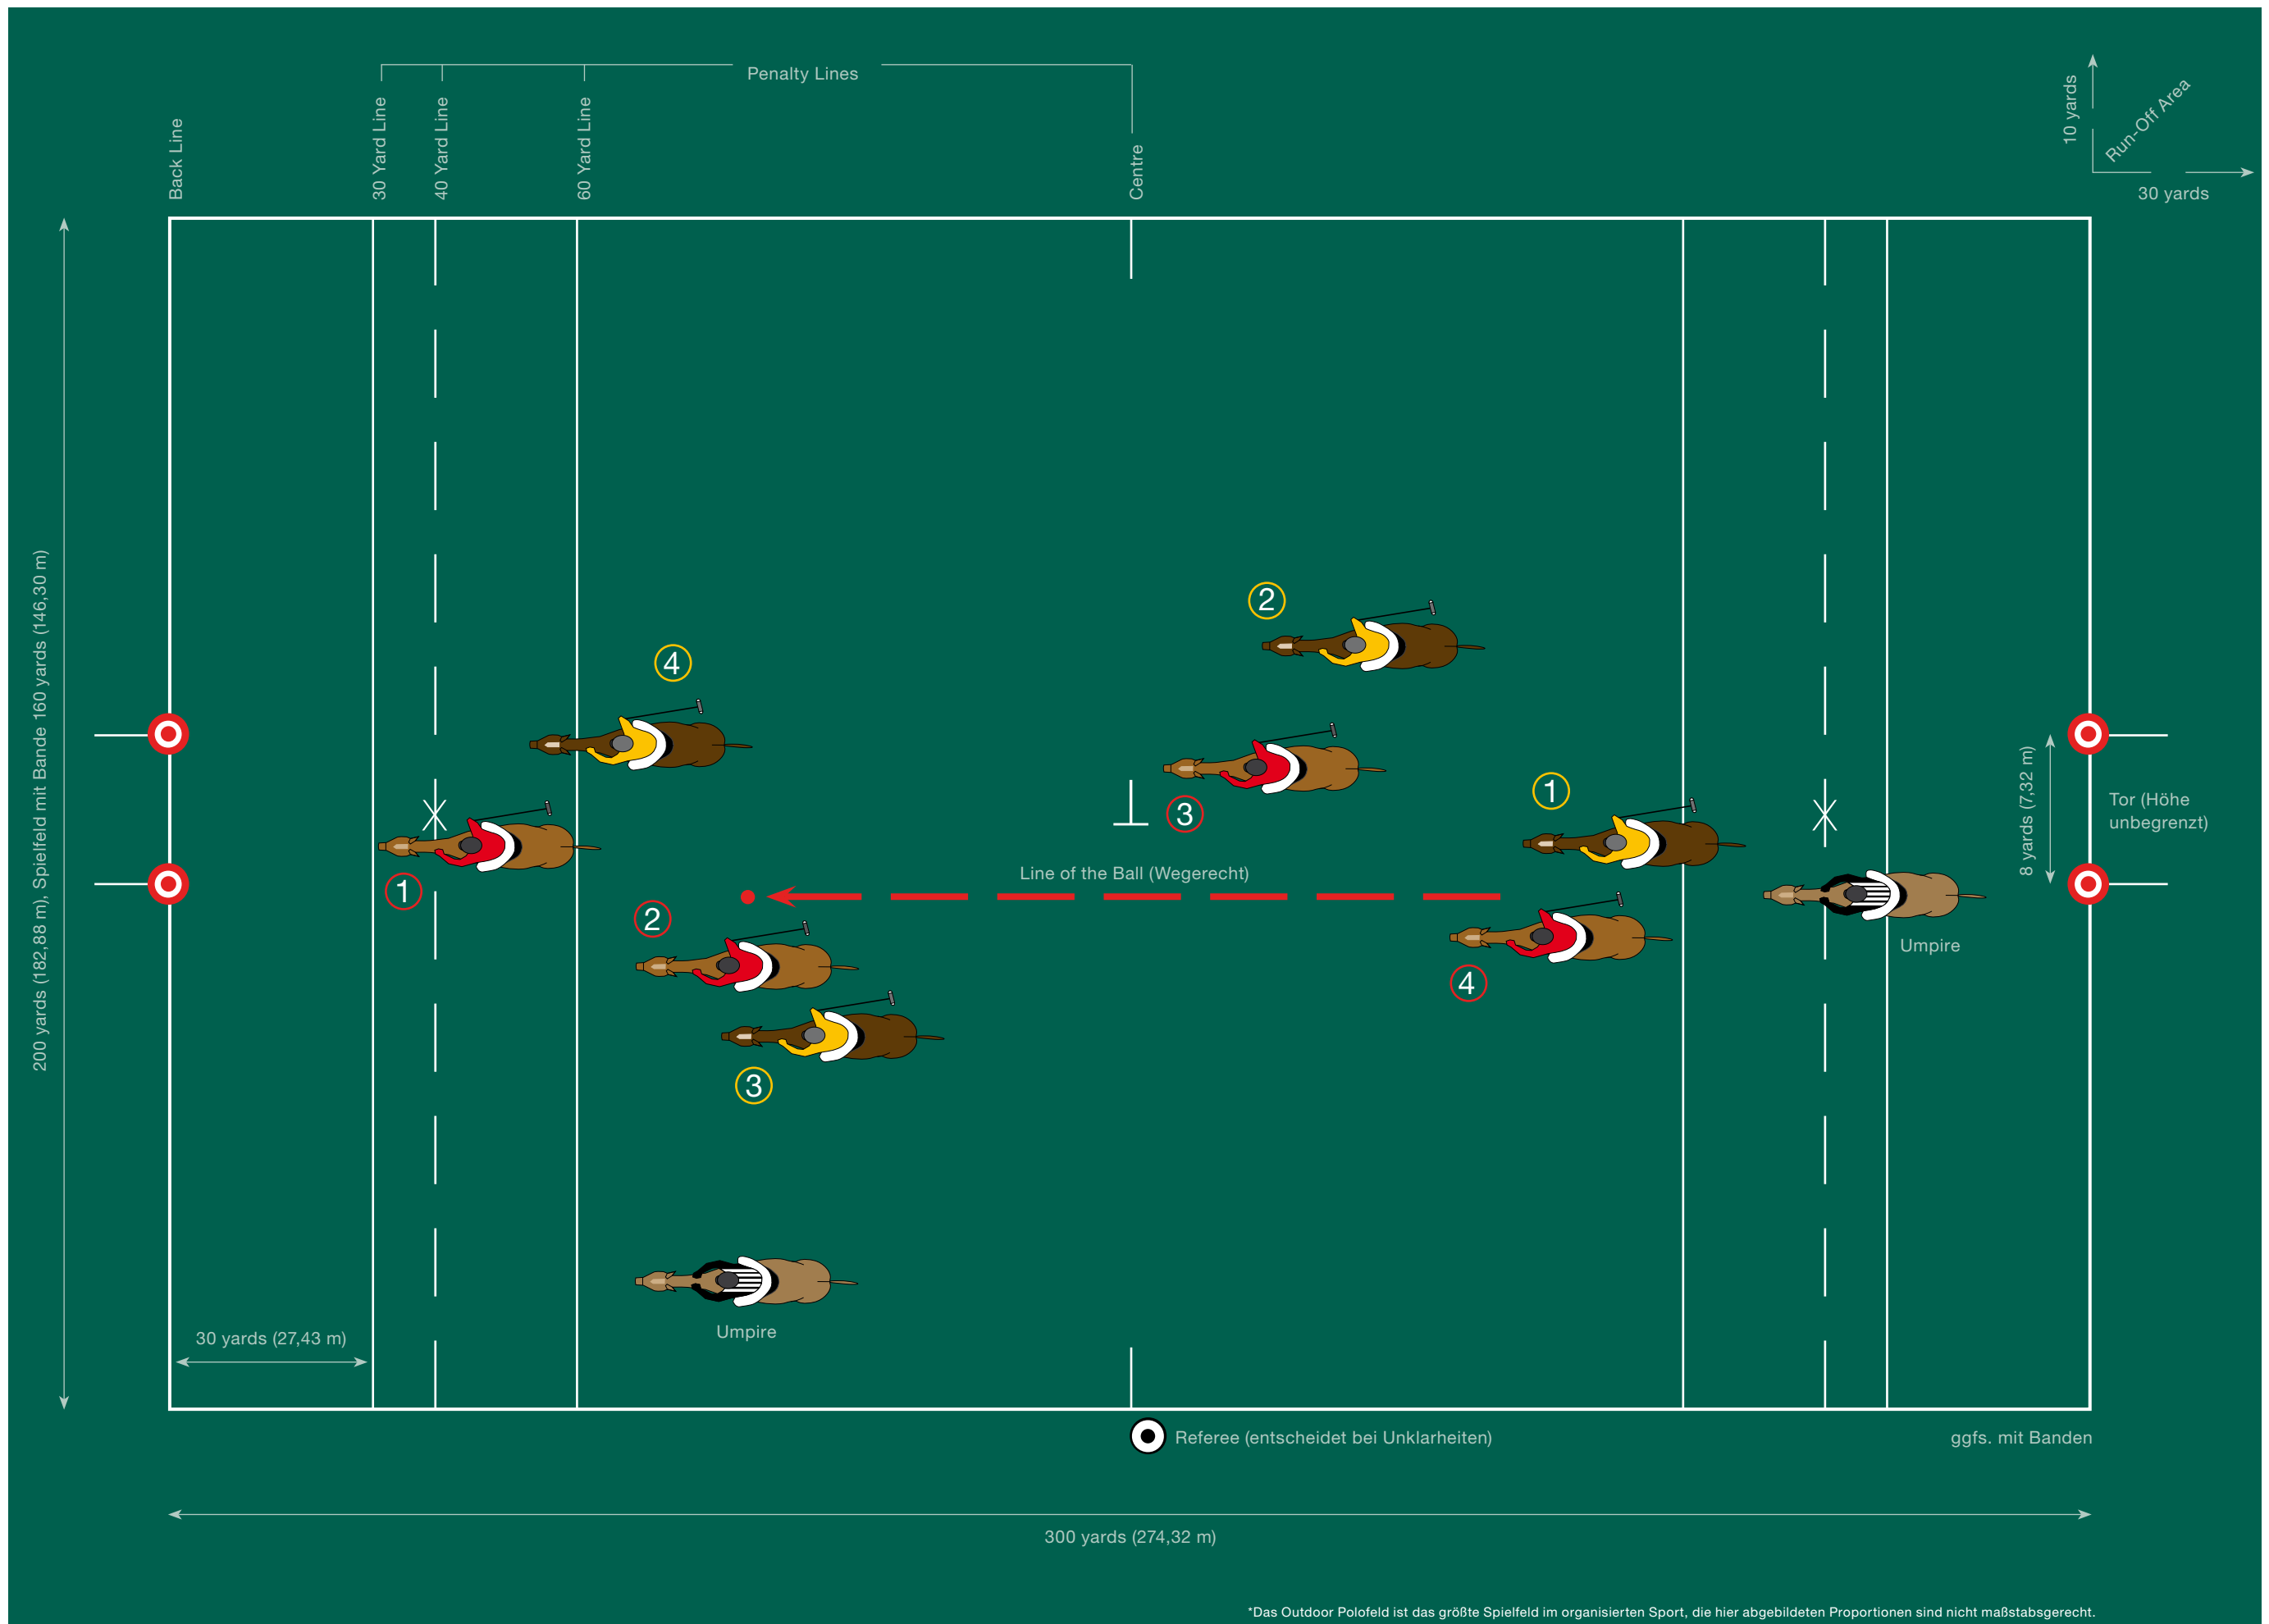 Penalty Lines
Back Line
30 Yard Line
40 Yard Line
60 Yard Line
Centre
10 yards
Run-Off Area
30 yards
200 yards (182,88 m), Spielfeld mit Bande 160 yards (146,30 m)
2
4
3
1
8 yards (7,32 m)
Tor (Höhe
unbegrenzt)
Line of the Ball (Wegerecht)
1
2
4
Umpire
3
Umpire
30 yards (27,43 m)
Referee (entscheidet bei Unklarheiten)
ggfs. mit Banden
300 yards (274,32 m)
*Das Outdoor Polofeld ist das größte Spielfeld im organisierten Sport, die hier abgebildeten Proportionen sind nicht maßstabsgerecht.